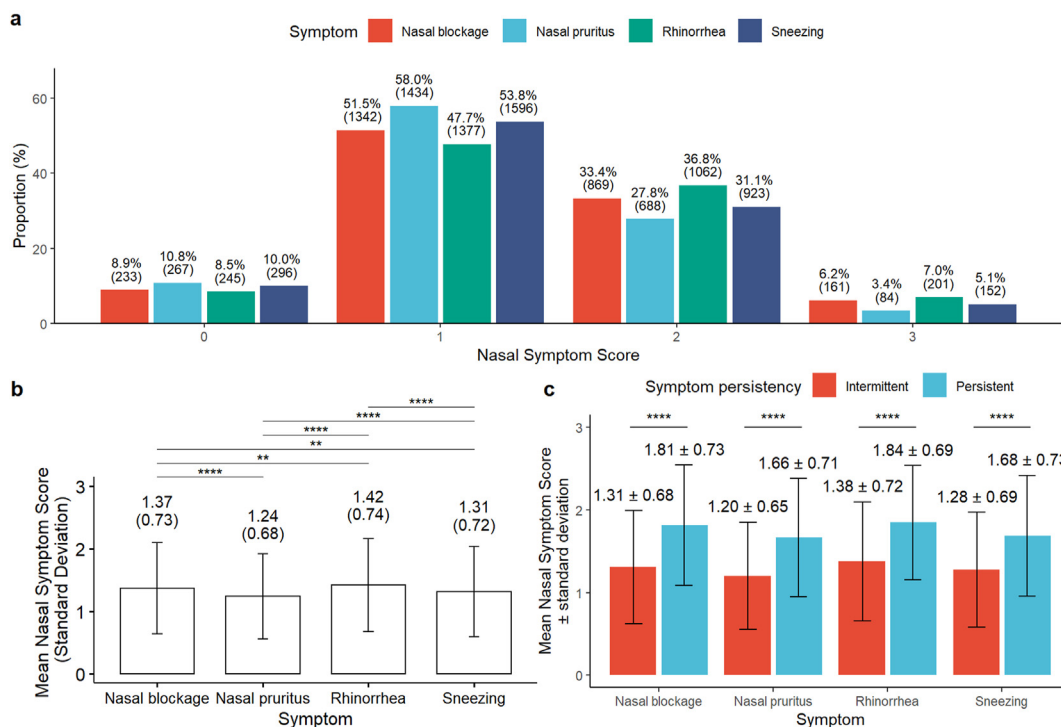 a
Symptom Nasal blockage Nasal pruritus Rhinorrhea Sneezing
Proportion (%)
60
40
20
0
8.9%
(233)
10.8%
(267)
8.5%
(245)
10.0%
(296)
51.5%
(1342)
58.0%
(1434)
47.7%
(1377)
53.8%
(1596)
33.4%
(869)
27.8%
(688)
36.8%
(1062)
31.1%
(923)
6.2%
(161)
3.4%
(84)
7.0%
(201)
5.1%
(152)
0 1 2 3
Nasal Symptom Score
b
****
****
****
**
**
****
Mean Nasal Symptom Score
(Standard Deviation)
3
2
1
0
1.37
(0.73)
1.24
(0.68)
1.42
(0.74)
1.31
(0.72)
Nasal blockage Nasal pruritus Rhinorrhea Sneezing
Symptom
c
Symptom persistency Intermittent Persistent
Mean Nasal Symptom Score
± standard deviation
3
2
1
0
**** **** **** ****
1.31 ± 0.68
1.81 ± 0.73
1.20 ± 0.65
1.66 ± 0.71
1.38 ± 0.72
1.84 ± 0.69
1.28 ± 0.69
1.68 ± 0.73
Nasal blockage Nasal pruritus Rhinorrhea Sneezing
Symptom